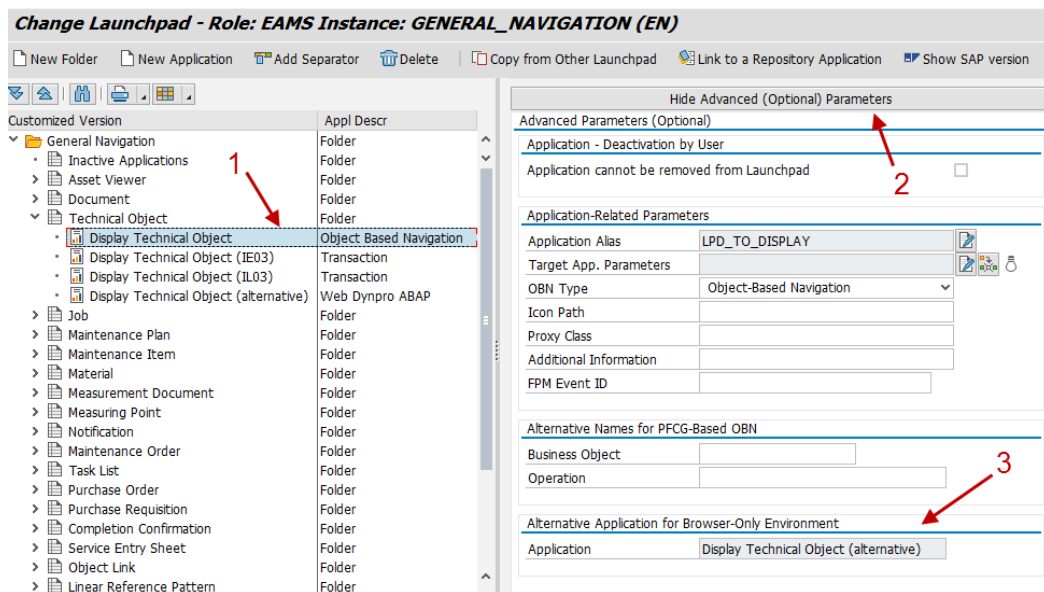 Change Launchpad - Role: EAMS Instance: GENERAL_NAVIGATION (EN)
New Folder New Application Add Separator Delete Copy from Other Launchpad Link to a Repository Application Show SAP version
Customized Version Appl Descr
General Navigation Folder
Inactive Applications Folder
Asset Viewer Folder
Document Folder
Technical Object Folder
Display Technical Object Object Based Navigation
Display Technical Object (IE03) Transaction
Display Technical Object (IL03) Transaction
Display Technical Object (alternative) Web Dynpro ABAP
Job Folder
Maintenance Plan Folder
Maintenance Item Folder
Material Folder
Measurement Document Folder
Measuring Point Folder
Notification Folder
Maintenance Order Folder
Task List Folder
Purchase Order Folder
Purchase Requisition Folder
Completion Confirmation Folder
Service Entry Sheet Folder
Object Link Folder
Linear Reference Pattern Folder
1
Hide Advanced (Optional) Parameters
2
Advanced Parameters (Optional)
Application - Deactivation by User
Application cannot be removed from Launchpad
Application-Related Parameters
Application Alias LPD_TO_DISPLAY
Target App. Parameters
OBN Type Object-Based Navigation
Icon Path
Proxy Class
Additional Information
FPM Event ID
Alternative Names for PFCG-Based OBN
Business Object
Operation
3
Alternative Application for Browser-Only Environment
Application Display Technical Object (alternative)